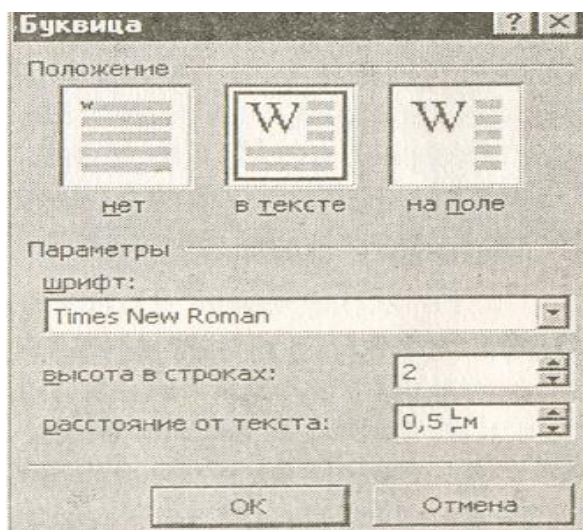 Буквица
Положение
W W W
нет в тексте на поле
Параметры
шрифт:
Times New Roman
высота в строках: 2
расстояние от текста: 0,5
ОК Отмена